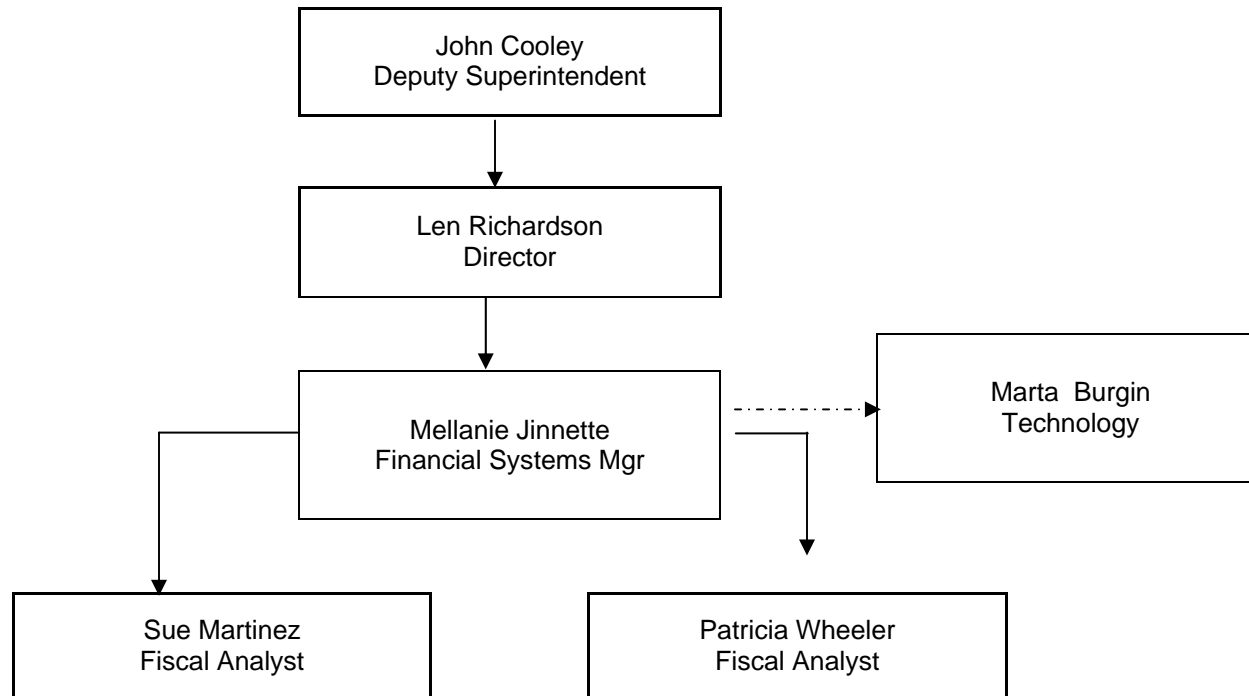 John Cooley
Deputy Superintendent
Len Richardson
Director
Mellanie Jinnette
Financial Systems Mgr
Marta Burgin
Technology
Sue Martinez
Fiscal Analyst
Patricia Wheeler
Fiscal Analyst